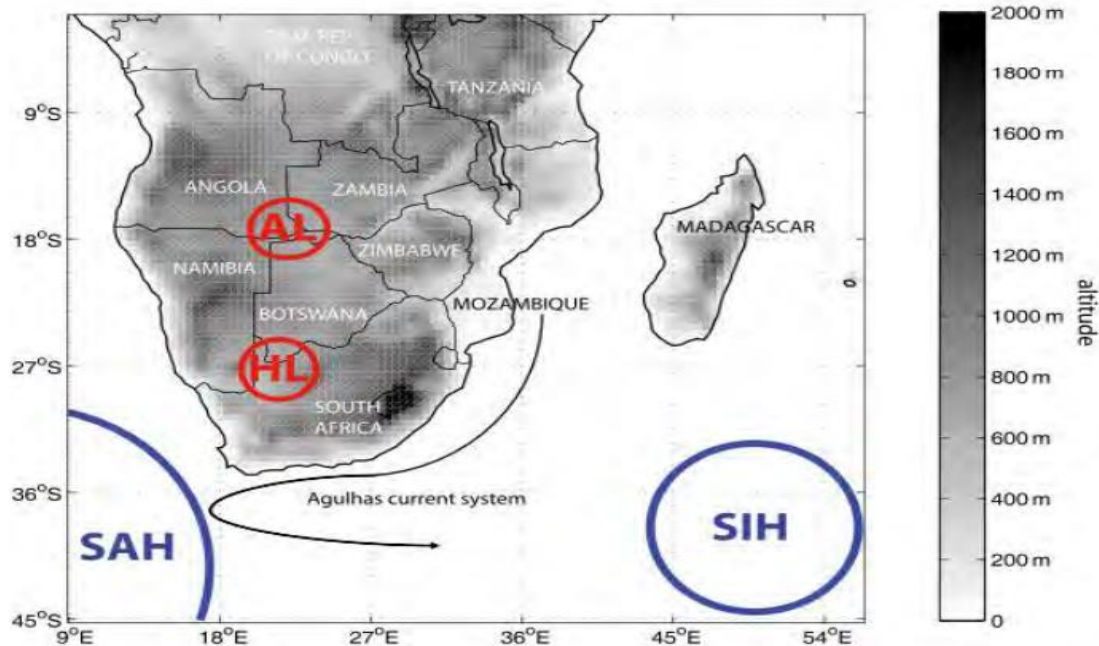 OF CONGO
TANZANIA
9°S
ANGOLA
ZAMBIA
AL
MADAGASCAR
18°S
ZIMBABWE
NAMIBIA
MOZAMBIQUE
BOTSWANA
27°S
HL
SOUTH
AFRICA
36°S
Agulhas current system
SAH
SIH
45°S
9°E
18°E
27°E
36°E
45°E
54°E
0
2000 m
1800 m
1600 m
1400 m
1200 m
1000 m
800 m
600 m
400 m
200 m
0
altitude